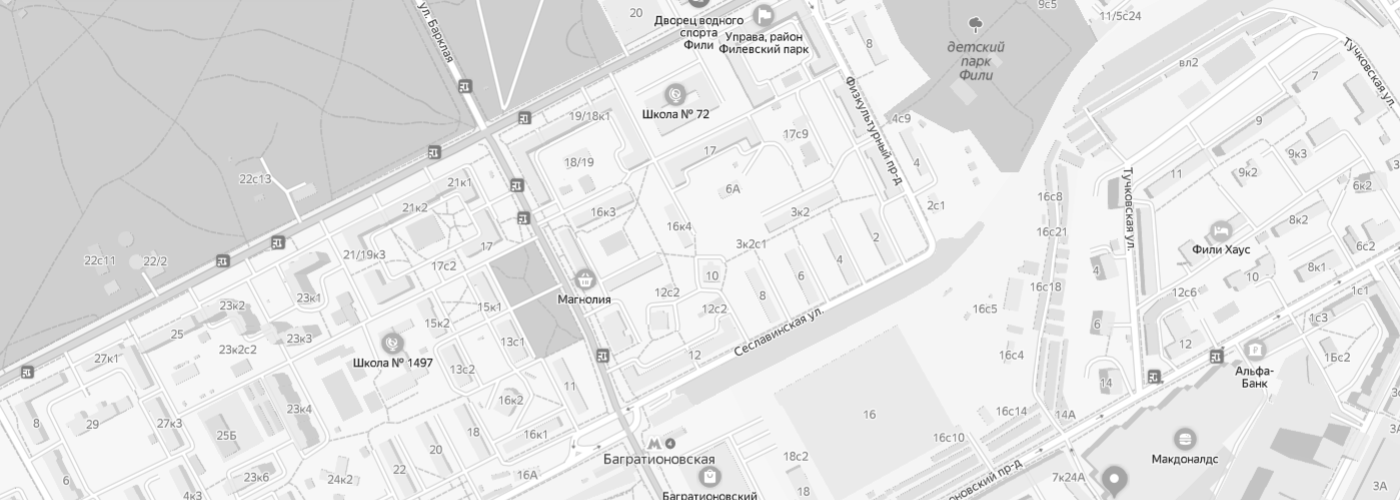 ул. Барклая
20
Дворец водного
спорта
Фили
Управа, район
Филевский парк
8
9с5
11/5с24
детский
парк
Фили
вл2
7
Тучковская ул.
Школа № 72
19/18к1
Физкультурный пр-д
4с9
17с9
17
18/19
4
9
9к3
9к2
11
22с13
21к1
6А
6к2
21к2
16к3
3к2
2с1
16с8
Тучковская ул.
8к2
16к4
21/19к3
17
3к2с1
2
16с21
Фили Хаус
6с2
22с11
22/2
17с2
4
4
8к1
10
6
10
16с18
12с6
1с1
Магнолия
12с2
8
23к1
23к2
15к1
12с2
16с5
6
1с3
25
15к2
Сеславинская ул.
23к3
13с1
12
12
23к2с2
Школа № 1497
16с4
27к1
13с2
Альфа-
Банк
1Бс2
14
11
16к2
8
29
27к3
23к4
16
16с14
14А
25Б
18
16к1
16с10
20
Багратионовская
4
18с2
Макдоналдс
3А
22
16А
6
23к6
24к2
7к24А
4к3
Багратионовский
18
3А